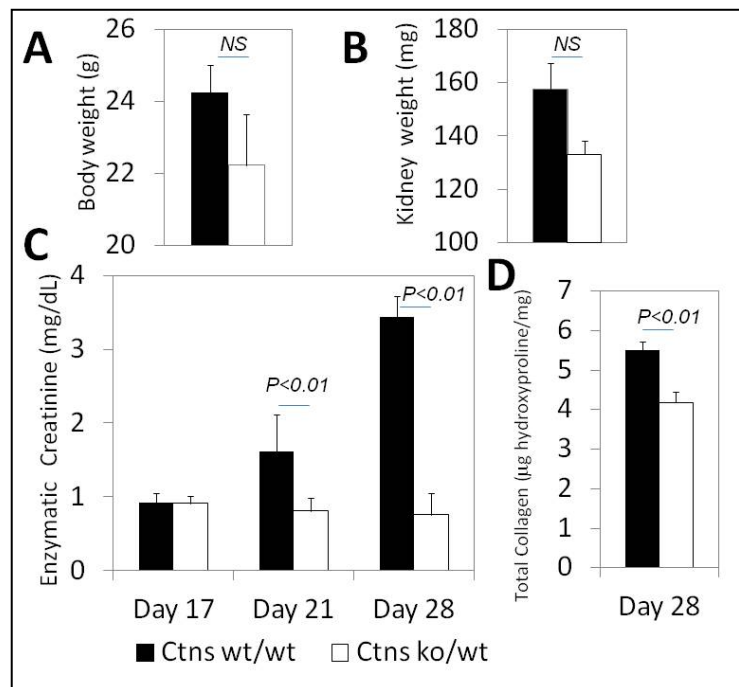 A
Body weight (g)
26
24
22
20
NS
B
Kidney weight (mg)
180
160
140
120
100
NS
C
Enzymatic Creatinine (mg/dL)
4
3
2
1
0
P<0.01
P<0.01
Day 17 Day 21 Day 28
D
Total Collagen (µg hydroxyproline/mg)
7
6
5
4
3
2
1
0
P<0.01
Day 28
Ctns wt/wt Ctns ko/wt